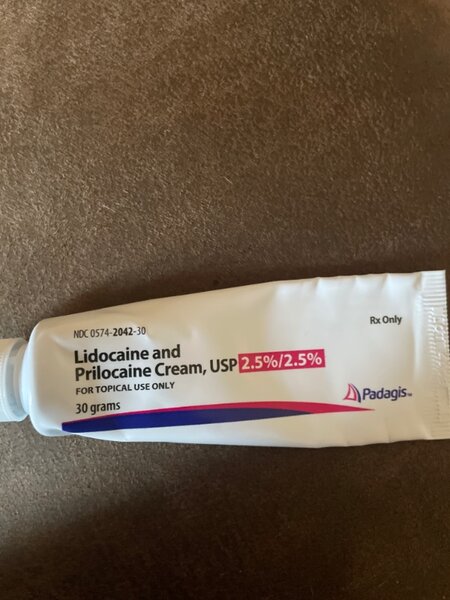 NDC 0574-2042-30
Rx Only
Lidocaine and
Prilocaine Cream, USP 2.5%/2.5%
FOR TOPICAL USE ONLY
30 grams
Padagis™